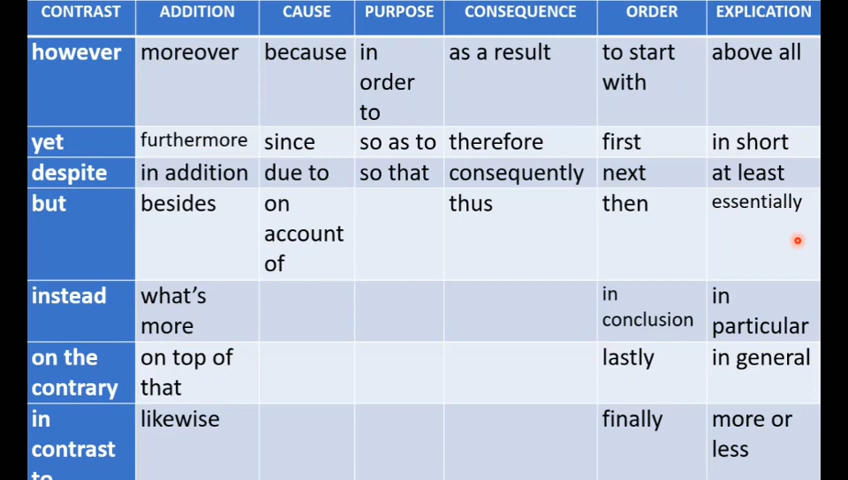 CONTRAST ADDITION CAUSE PURPOSE CONSEQUENCE ORDER EXPLICATION
however moreover because in order to as a result to start with above all
yet furthermore since so as to therefore first in short
despite in addition due to so that consequently next at least
but besides on account of thus then essentially
instead what's more in conclusion in particular
on the contrary on top of that lastly in general
in contrast to likewise finally more or less